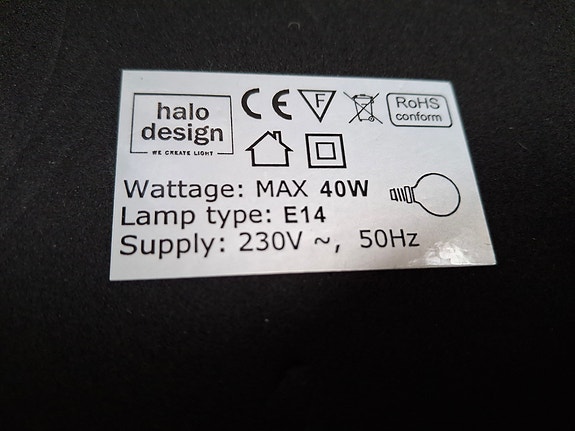 halo
design
WE CREATE LIGHT
CE F RoHS
conform
Wattage: MAX 40W
Lamp type: E14
Supply: 230V ~, 50Hz